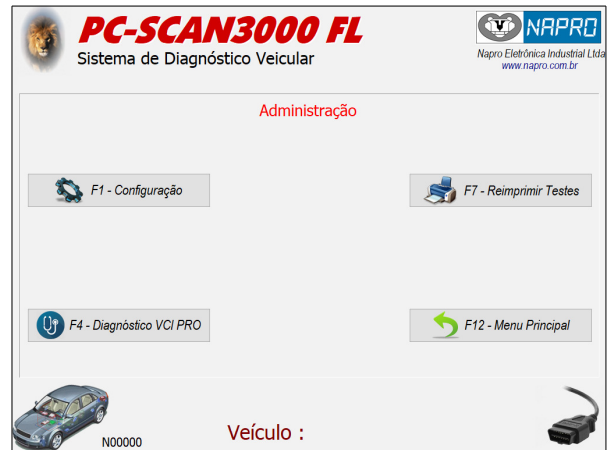 PC-SCAN3000 FL
Sistema de Diagnóstico Veicular
NAPRO
Napro Eletrônica Industrial Ltda
www.napro.com.br
Administração
F1 - Configuração
F7 - Reimprimir Testes
F4 - Diagnóstico VCI PRO
F12 - Menu Principal
N00000
Veículo :